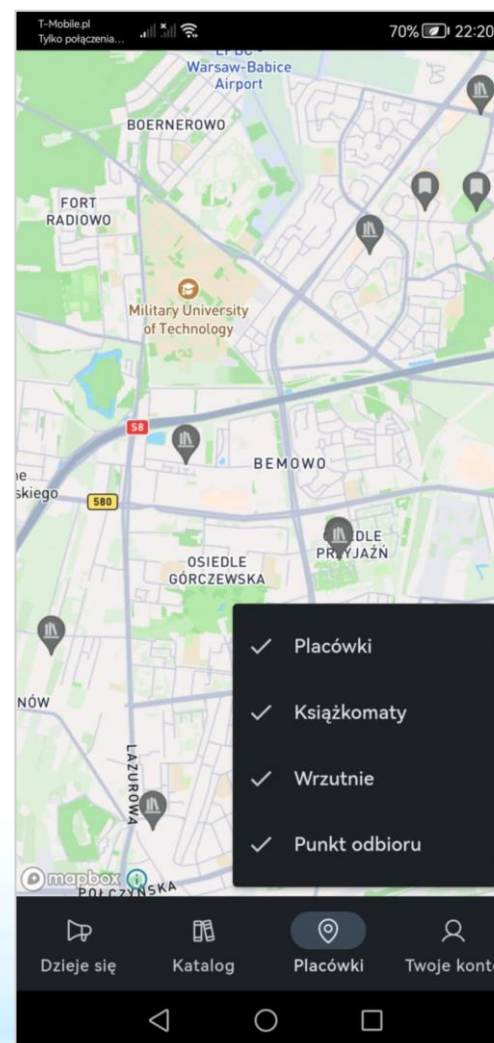 T-Mobile.pl
Tylko połączenia...
70% 22:20
Warsaw-Babice
Airport
BOERNEROWO
FORT
RADIOWO
Military University
of Technology
S8
BEMOWO
skiego
580
OSIEDLE
PRZYJAŹŃ
OSIEDLE
GÓRCZEWSKA
Placówki
NÓW
Książkomaty
LAZUROWA
Wrzutnie
Punkt odbioru
mapbox
POŁCZYŃSKA
Dzieje się
Katalog
Placówki
Twoje konto